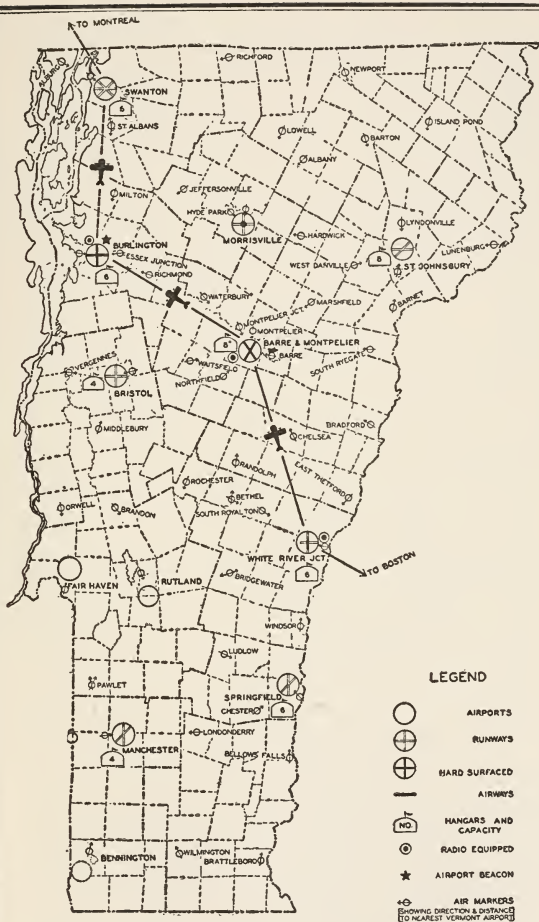 TO MONTREAL
ALBURG
RICHFORD
NEWPORT
SWANTON
6
ST. ALBANS
ISLAND POND
LOWELL
BARTON
ALBANY
MILTON
JEFFERSONVILLE
HYDE PARK
LYNDONVILLE
MORRISVILLE
HARDWICK
BURLINGTON
ESSEX JUNCTION
WEST DANVILLE
8
LUNENBURG
6
RICHMOND
ST JOHNSBURY
WATERBURY
MARSHFIELD
BARNET
MONTPELIER JCT.
MONTPELIER
8
BARRE & MONTPELIER
BARRE
SOUTH RYEGATE
VERGENNES
WAITSFIELD
4
NORTHFIELD
BRISTOL
MIDDLEBURY
CHELSEA
BRADFORD
RANDOLPH
EAST THETFORD
ROCHESTER
BETHEL
ORWELL
BRANDON
SOUTH ROYALTON
WHITE RIVER JCT.
TO BOSTON
6
FAIR HAVEN
RUTLAND
BRIDGEWATER
WINDSOR
LUDLOW
PAWLET
SPRINGFIELD
CHESTER
6
LONDONDERRY
MANCHESTER
4
BELLOWS FALLS
BENNINGTON
WILMINGTON
BRATTLEBORO
LEGEND
AIRPORTS
RUNWAYS
HARD SURFACED
AIRWAYS
NO.
HANGARS AND
CAPACITY
RADIO EQUIPPED
AIRPORT BEACON
AIR MARKERS
SHOWING DIRECTION & DISTANCE
TO NEAREST VERMONT AIRPORT